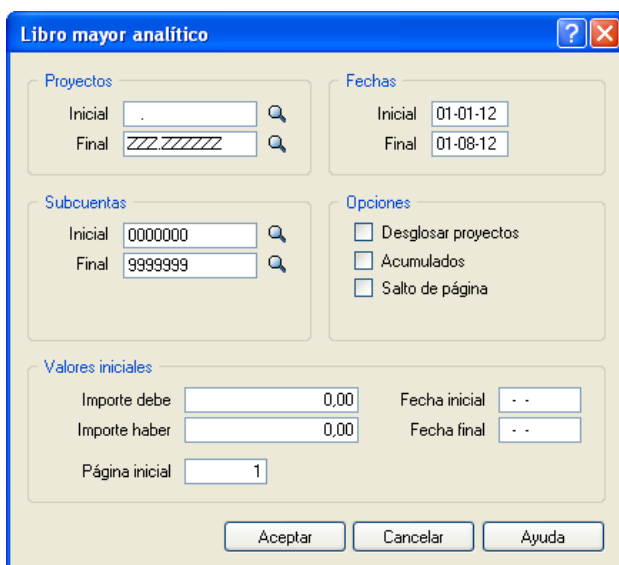 Libro mayor analítico
Proyectos
Inicial .
Final ZZZ.ZZZZZZ
Fechas
Inicial 01-01-12
Final 01-08-12
Subcuentas
Inicial 0000000
Final 9999999
Opciones
Desglosar proyectos
Acumulados
Salto de página
Valores iniciales
Importe debe 0,00 Fecha inicial - -
Importe haber 0,00 Fecha final - -
Página inicial 1
Aceptar Cancelar Ayuda